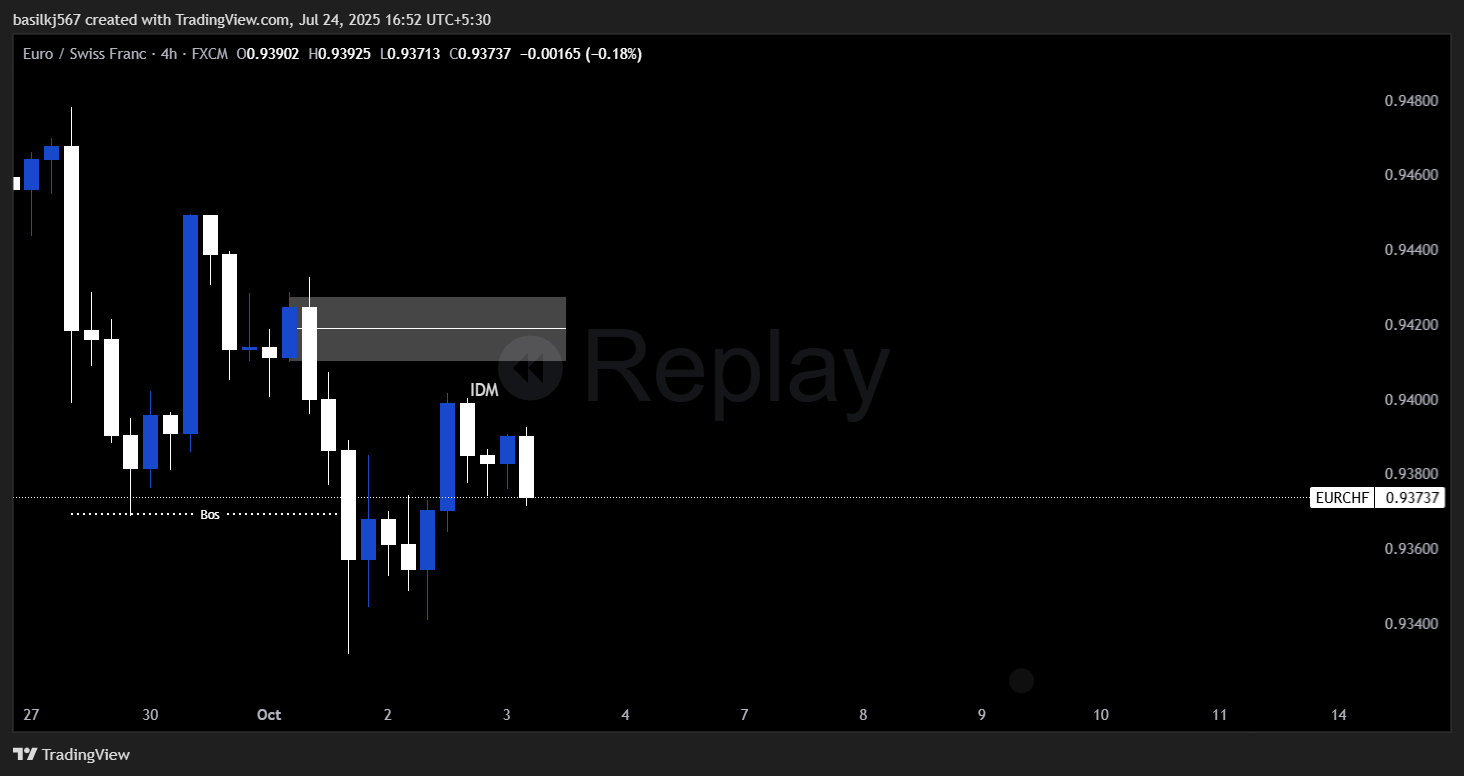 basilkj567 created with TradingView.com, Jul 24, 2025 16:52 UTC+5:30
Euro / Swiss Franc · 4h · FXCM O0.93902 H0.93925 L0.93713 C0.93737 −0.00165 (−0.18%)
0.94800
0.94600
0.94400
0.94200
Replay
IDM
0.94000
0.93800
EURCHF 0.93737
Bos
0.93600
0.93400
27 30 Oct 2 3 4 7 8 9 10 11 14
TradingView